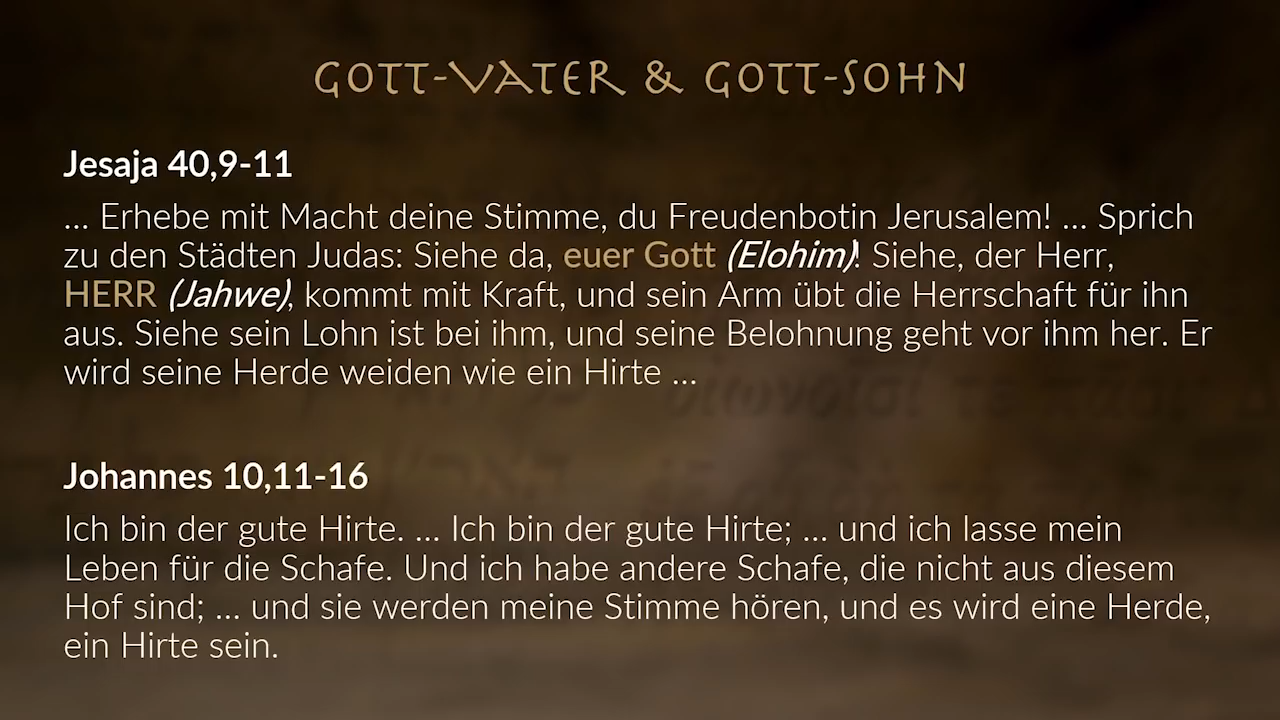 GOTT-VATER & GOTT-SOHN
Jesaja 40,9-11
... Erhebe mit Macht deine Stimme, du Freudenbotin Jerusalem! ... Sprich
zu den Städten Judas: Siehe da, euer Gott (Elohim)! Siehe, der Herr,
HERR (Jahwe), kommt mit Kraft, und sein Arm übt die Herrschaft für ihn
aus. Siehe sein Lohn ist bei ihm, und seine Belohnung geht vor ihm her. Er
wird seine Herde weiden wie ein Hirte ...
Johannes 10,11-16
Ich bin der gute Hirte. ... Ich bin der gute Hirte; ... und ich lasse mein
Leben für die Schafe. Und ich habe andere Schafe, die nicht aus diesem
Hof sind; ... und sie werden meine Stimme hören, und es wird eine Herde,
ein Hirte sein.